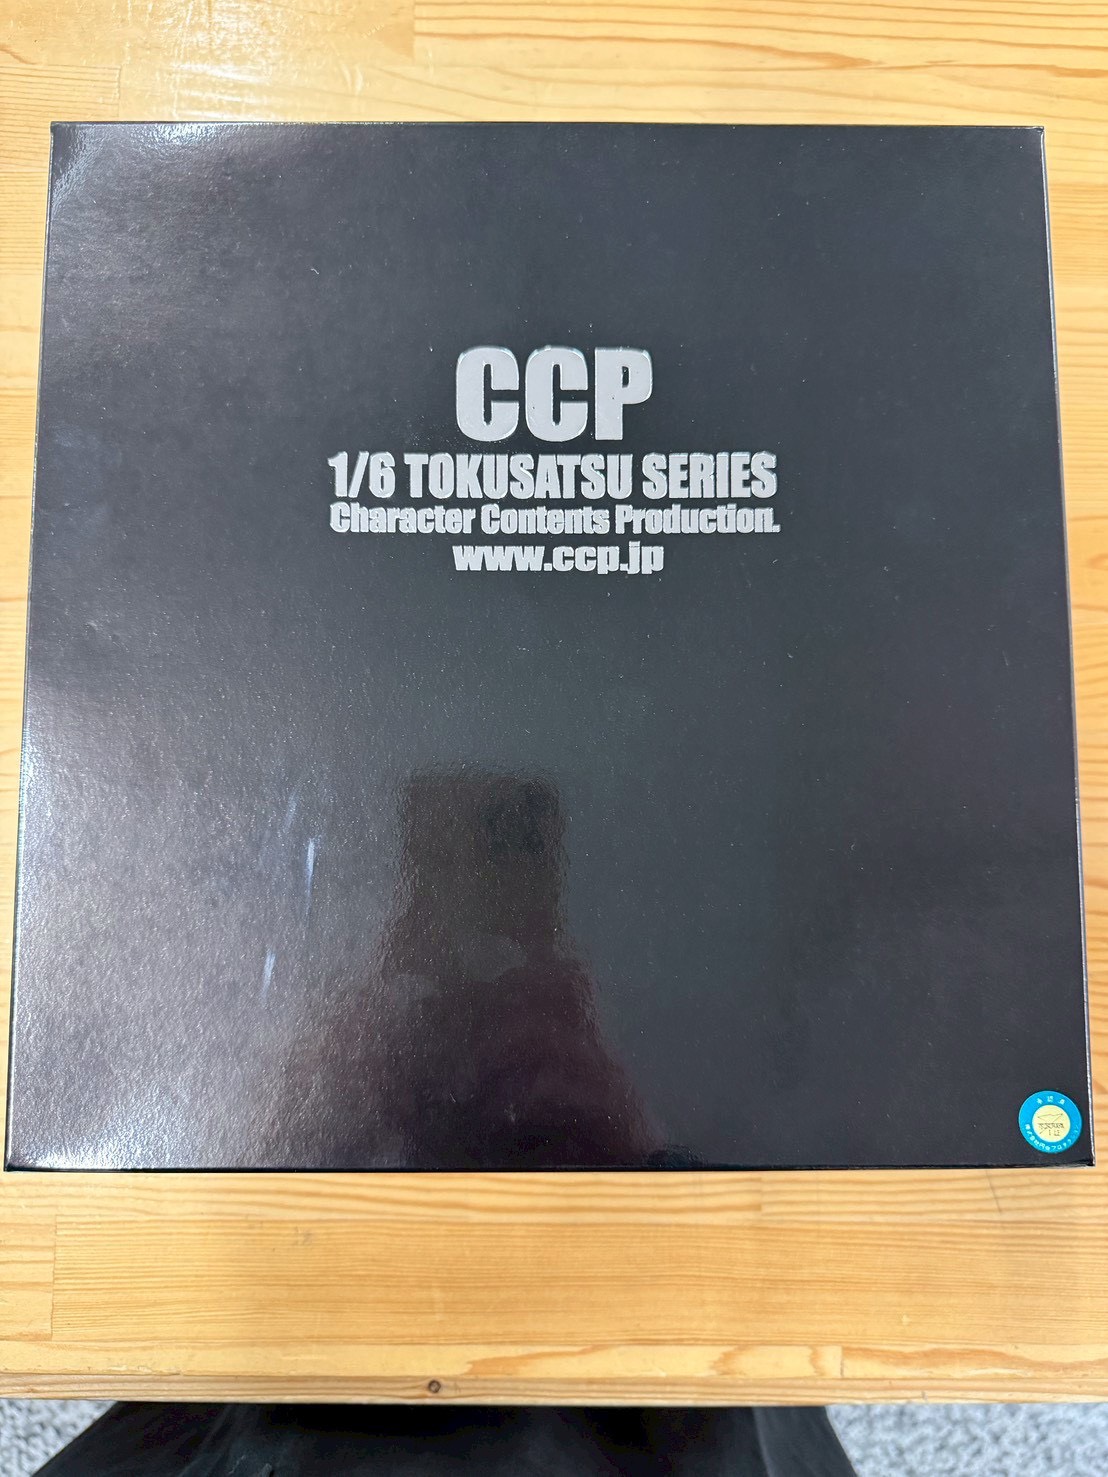 CCP
1/6 TOKUSATSU SERIES
Character Contents Production.
www.ccp.jp